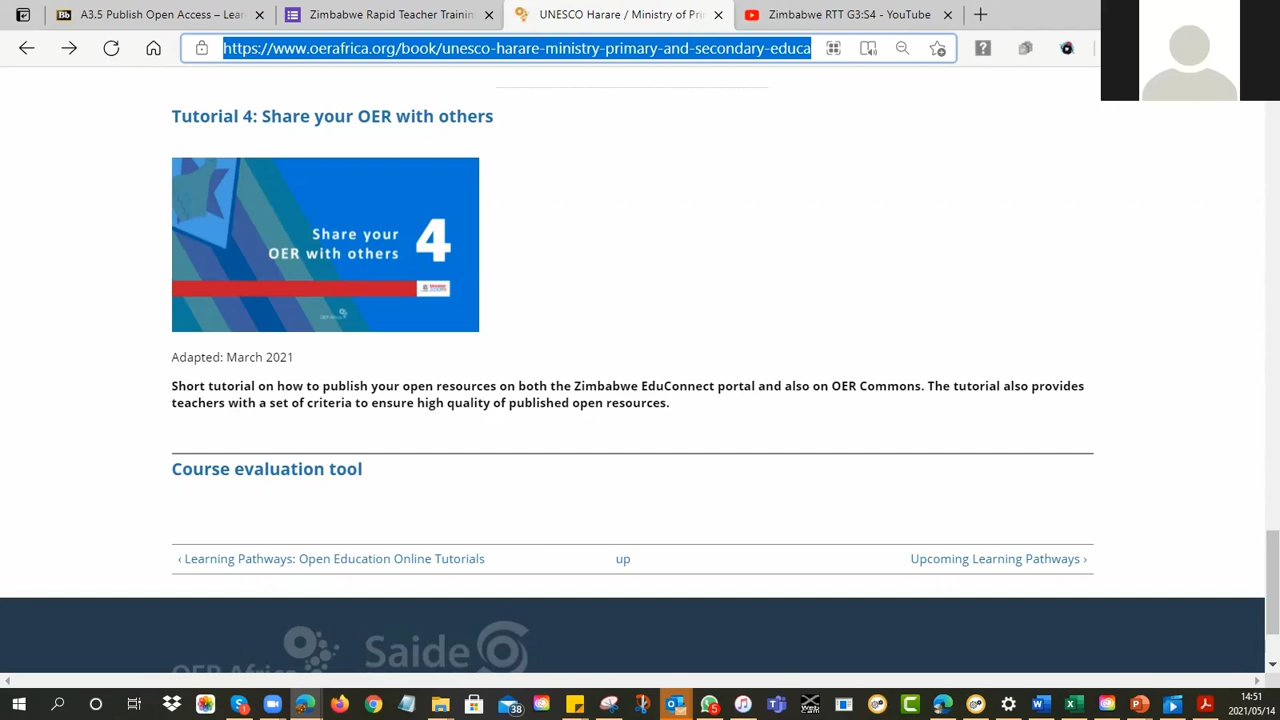 A3.5 Publish Open Access – Lear
Zimbabwe Rapid Teacher Trainin
UNESCO Harare / Ministry of Pri
Zimbabwe RTT G3:S4 - YouTube
https://www.oerafrica.org/book/unesco-harare-ministry-primary-and-secondary-educa
Tutorial 4: Share your OER with others
Share your
OER with others
4
Adapted: March 2021
Short tutorial on how to publish your open resources on both the Zimbabwe EduConnect portal and also on OER Commons. The tutorial also provides
teachers with a set of criteria to ensure high quality of published open resources.
Course evaluation tool
‹ Learning Pathways: Open Education Online Tutorials
up
Upcoming Learning Pathways ›
OER Africa
Saide
38
5
14:51
2021/05/14